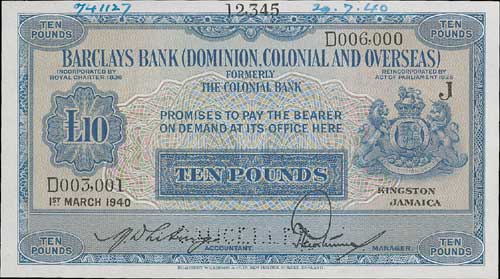 741127 12345 29.7.40
TEN POUNDS TEN POUNDS
D006,000
BARCLAYS BANK (DOMINION, COLONIAL AND OVERSEAS)
INCORPORATED BY ROYAL CHARTER 1836
FORMERLY
REINCORPORATED BY ACT OF PARLIAMENT 1925
THE COLONIAL BANK
J
PROMISES TO PAY THE BEARER
ON DEMAND AT ITS OFFICE HERE
£10
TEN POUNDS
D003,001
1ST MARCH 1940
KINGSTON
JAMAICA
CANCELLED
ACCOUNTANT. MANAGER.
TEN POUNDS TEN POUNDS